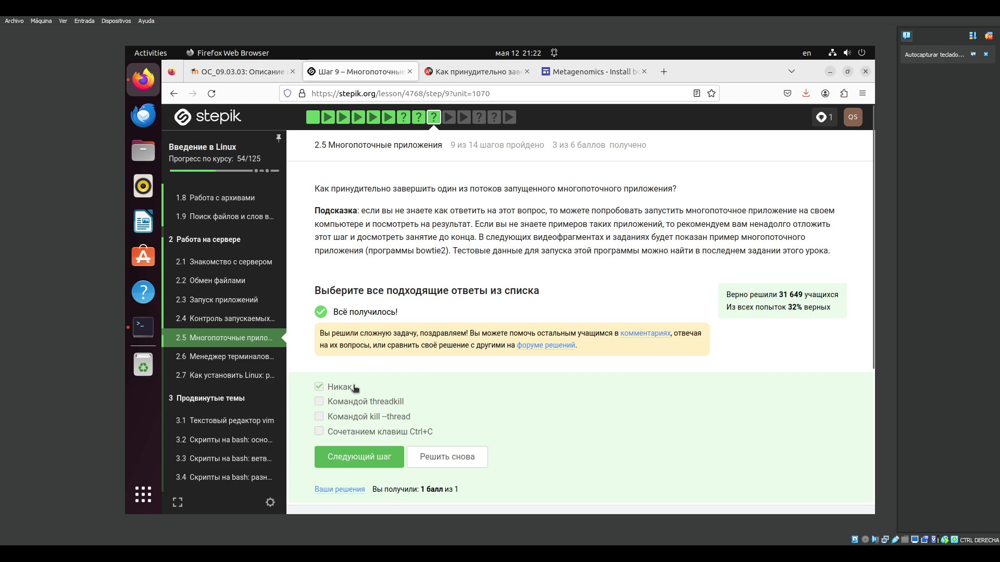 Archivo Máquina Ver Entrada Dispositivos Ayuda
Autocapturar teclado...
Activities Firefox Web Browser мая 12 21:22 en
ОС_09.03.03: Описание Шаг 9 – Многопоточные Как принудительно заве Metagenomics - Install bo
https://stepik.org/lesson/4768/step/9?unit=1070
stepik ? ? ? ? ? 1 QS
Введение в Linux
Прогресс по курсу: 54/125
1.8 Работа с архивами
1.9 Поиск файлов и слов в...
2 Работа на сервере
2.1 Знакомство с сервером
2.2 Обмен файлами
2.3 Запуск приложений
2.4 Контроль запускаемых...
2.5 Многопоточные прило...
2.6 Менеджер терминалов...
2.7 Как установить Linux: р...
3 Продвинутые темы
3.1 Текстовый редактор vim
3.2 Скрипты на bash: осно...
3.3 Скрипты на bash: ветв...
3.4 Скрипты на bash: разн...
2.5 Многопоточные приложения 9 из 14 шагов пройдено 3 из 6 баллов получено
Как принудительно завершить один из потоков запущенного многопоточного приложения?
Подсказка: если вы не знаете как ответить на этот вопрос, то можете попробовать запустить многопоточное приложение на своем
компьютере и посмотреть на результат. Если вы не знаете примеров таких приложений, то рекомендуем вам ненадолго отложить
этот шаг и досмотреть занятие до конца. В следующих видеофрагментах и заданиях будет показан пример многопоточного
приложения (программы bowtie2). Тестовые данные для запуска этой программы можно найти в последнем задании этого урока.
Выберите все подходящие ответы из списка
Верно решили 31 649 учащихся
Из всех попыток 32% верных
Всё получилось!
Вы решили сложную задачу, поздравляем! Вы можете помочь остальным учащимся в комментариях, отвечая
на их вопросы, или сравнить своё решение с другими на форуме решений.
Никак
Командой threadkill
Командой kill --thread
Сочетанием клавиш Ctrl+C
Следующий шаг Решить снова
Ваши решения Вы получили: 1 балл из 1
CTRL DERECHA